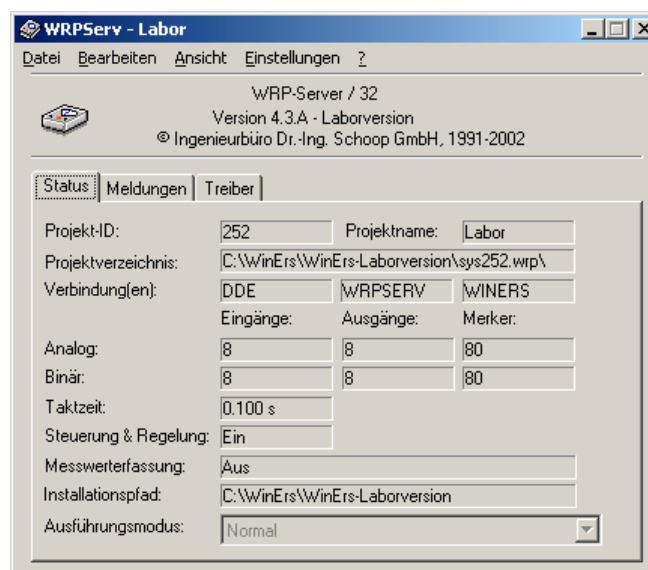 WRPServ - Labor
Datei Bearbeiten Ansicht Einstellungen ?
WRP-Server / 32
Version 4.3.A - Laborversion
© Ingenieurbüro Dr.-Ing. Schoop GmbH, 1991-2002
Status Meldungen Treiber
Projekt-ID: 252 Projektname: Labor
Projektverzeichnis: C:\WinErs\WinErs-Laborversion\sys252.wrp\
Verbindung(en): DDE WRPSERV WINERS
Eingänge: Ausgänge: Merker:
Analog: 8 8 80
Binär: 8 8 80
Taktzeit: 0.100 s
Steuerung & Regelung: Ein
Messwerterfassung: Aus
Installationspfad: C:\WinErs\WinErs-Laborversion
Ausführungsmodus: Normal